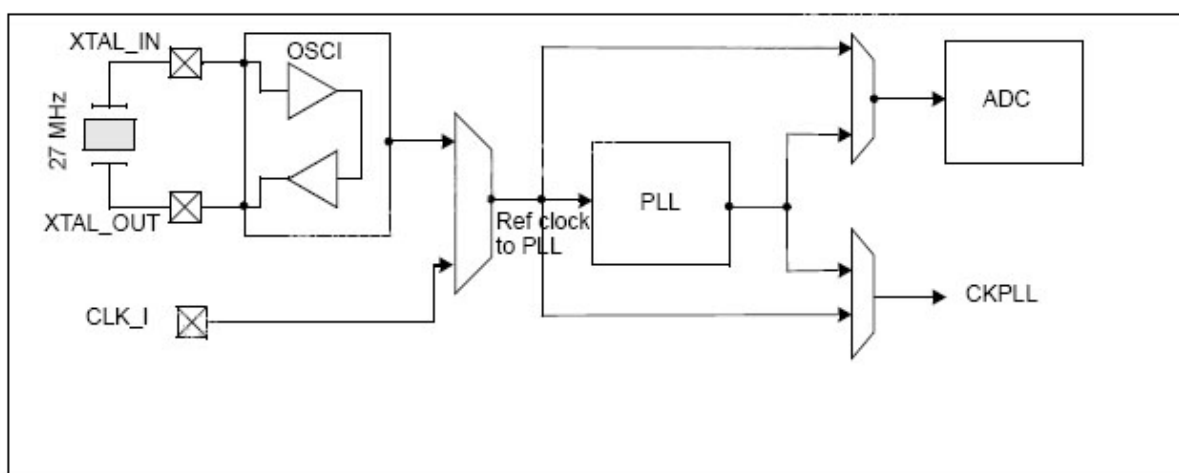 XTAL_IN
OSCI
27 MHz
XTAL_OUT
CLK_I
Ref clock
to PLL
PLL
ADC
CKPLL